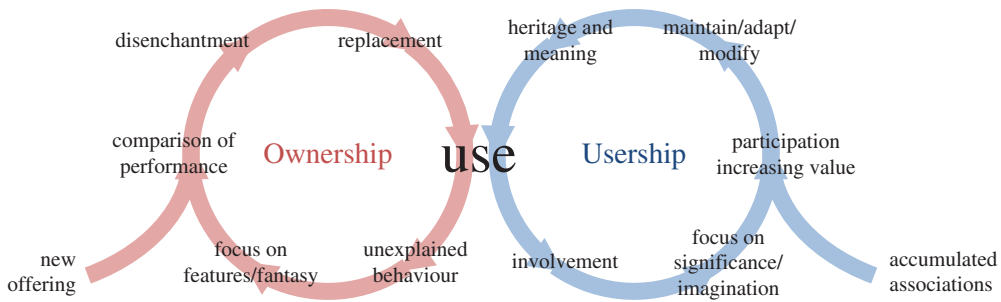 disenchantment
replacement
heritage and
meaning
maintain/adapt/
modify
comparison of
performance
Ownership
use
Usership
participation
increasing value
new
offering
focus on
features/fantasy
unexplained
behaviour
involvement
focus on
significance/
imagination
accumulated
associations